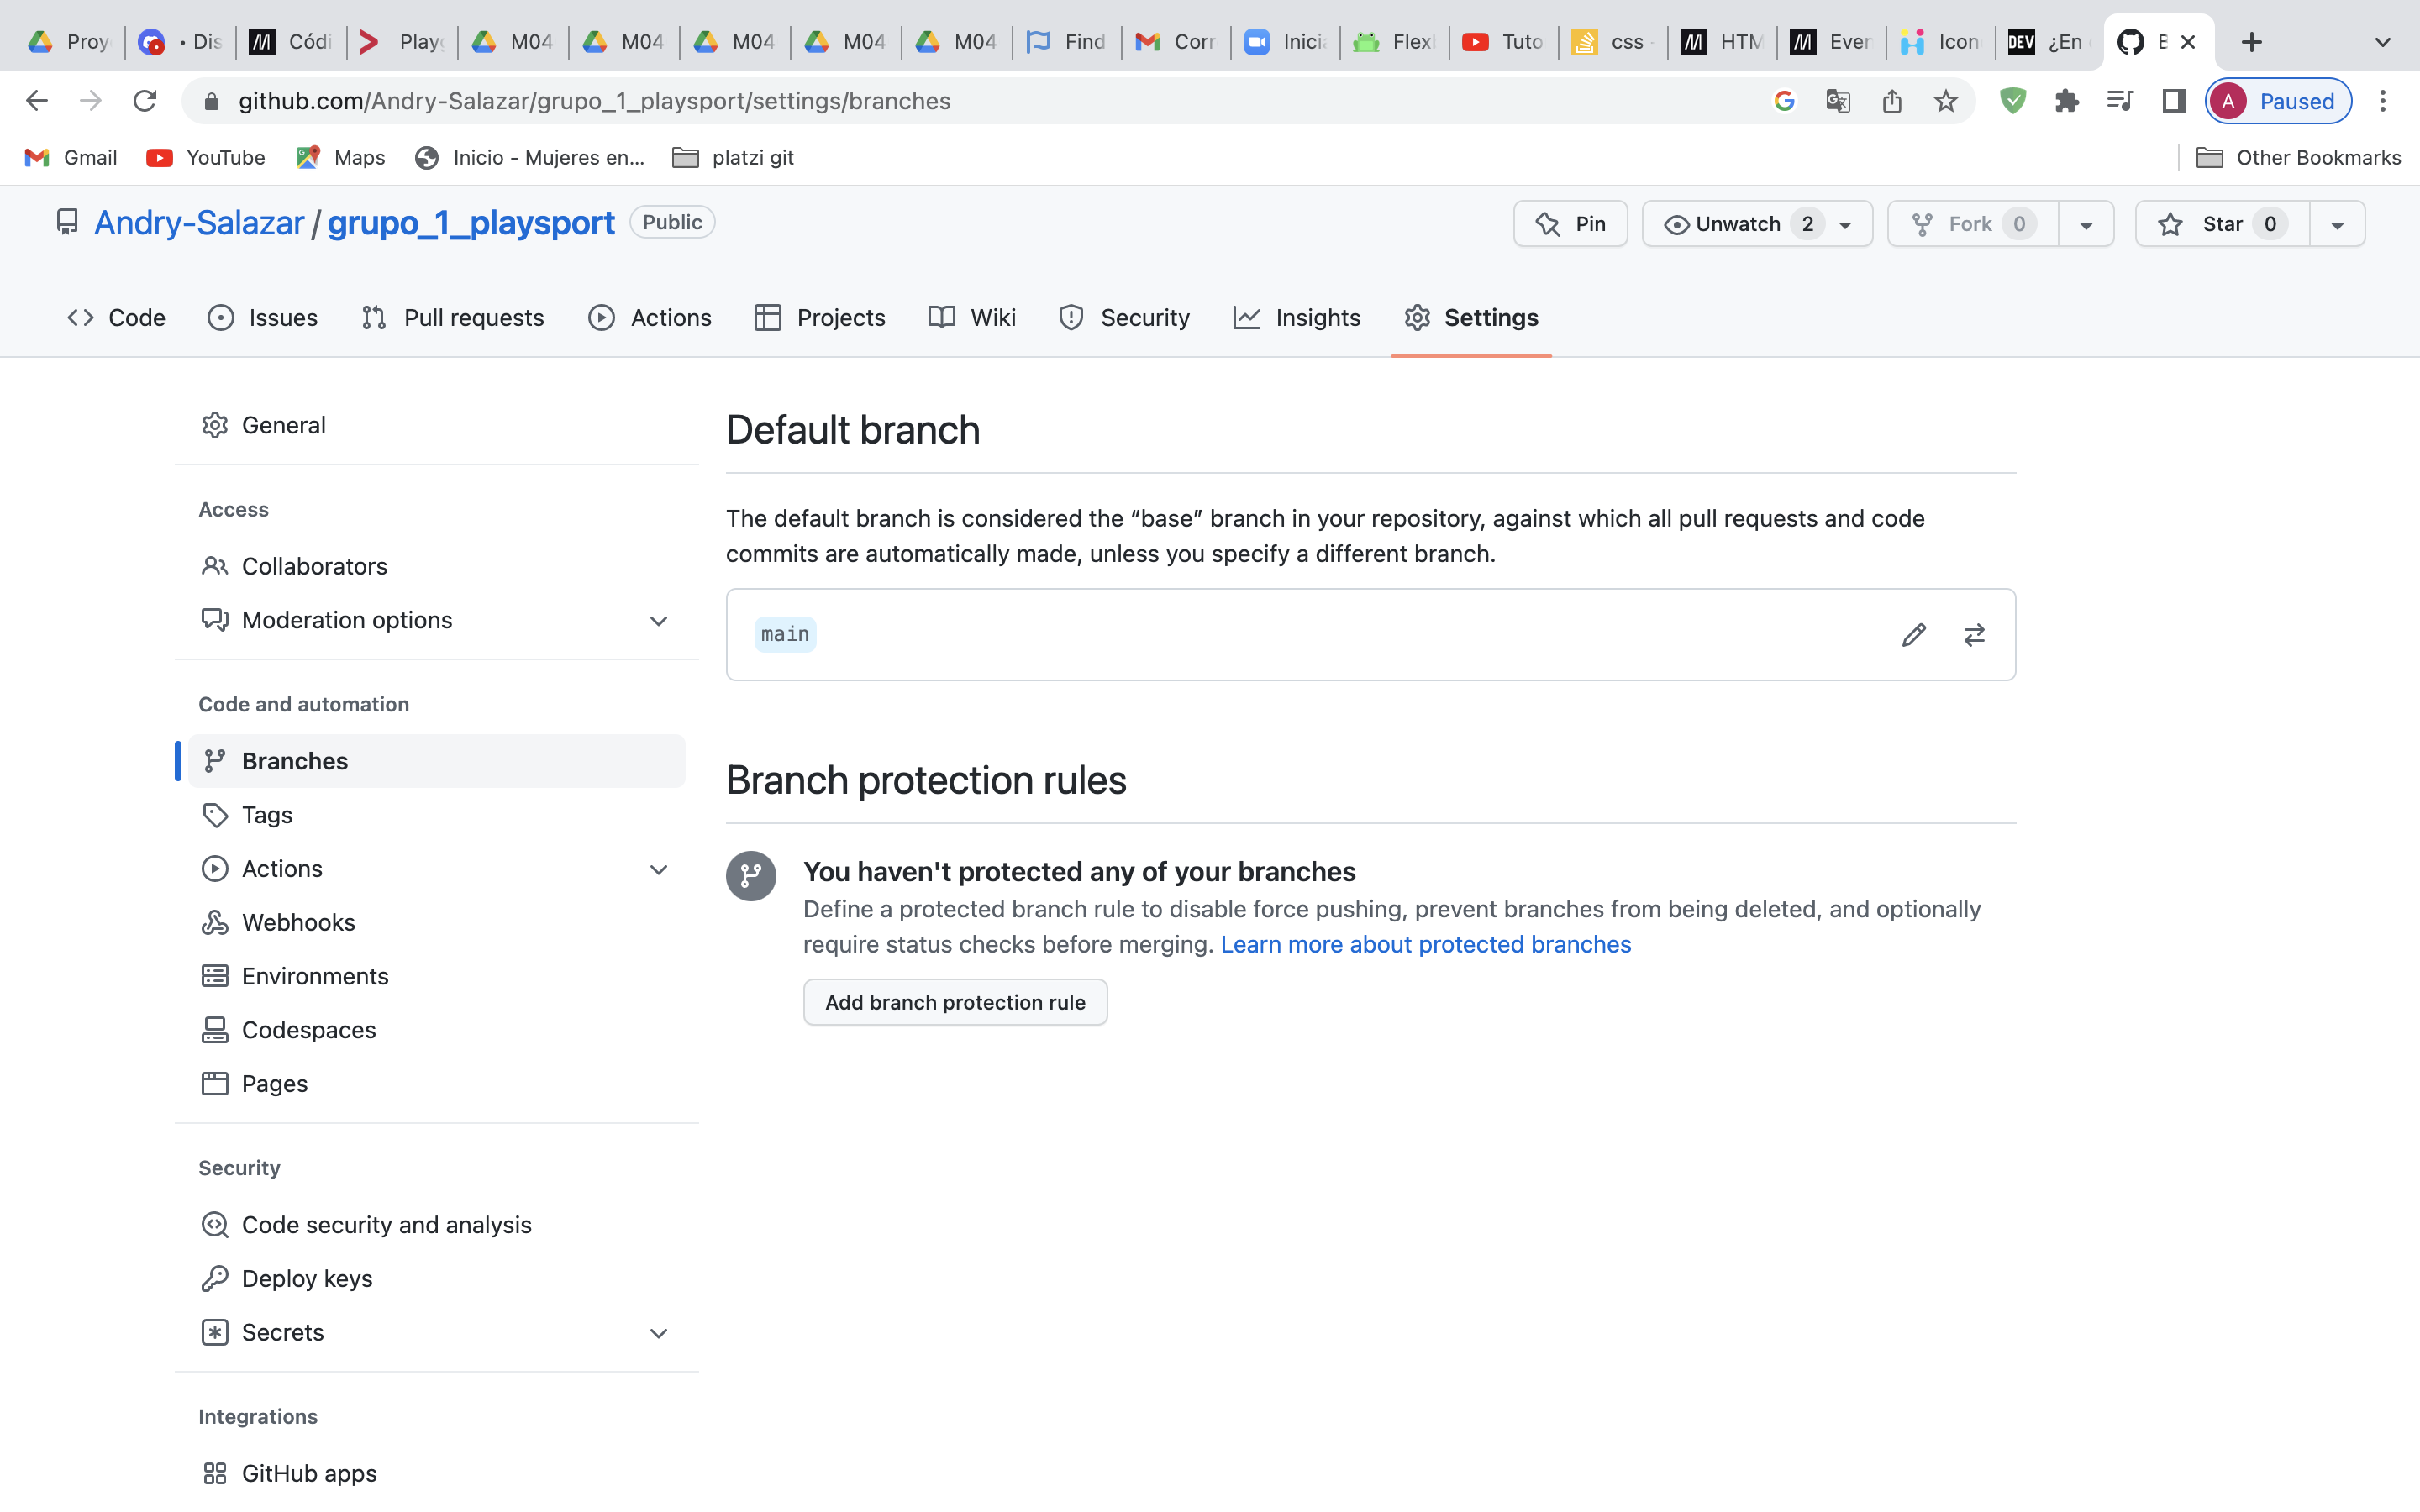 Proy
• Dis
Códi
Playg
M04
M04
M04
M04
M04
Find
Corr
Inicia
Flexb
Tuto
css -
HTM
Ever
Icon
DEV
¿En
github.com/Andry-Salazar/grupo_1_playsport/settings/branches
A
Paused
Gmail
YouTube
Maps
Inicio - Mujeres en...
platzi git
Other Bookmarks
Andry-Salazar / grupo_1_playsport Public
Pin
Unwatch 2
Fork 0
Star 0
Code
Issues
Pull requests
Actions
Projects
Wiki
Security
Insights
Settings
General
Access
Collaborators
Moderation options
Code and automation
Branches
Tags
Actions
Webhooks
Environments
Codespaces
Pages
Security
Code security and analysis
Deploy keys
Secrets
Integrations
GitHub apps
Default branch
The default branch is considered the “base” branch in your repository, against which all pull requests and code
commits are automatically made, unless you specify a different branch.
main
Branch protection rules
You haven't protected any of your branches
Define a protected branch rule to disable force pushing, prevent branches from being deleted, and optionally
require status checks before merging. Learn more about protected branches
Add branch protection rule